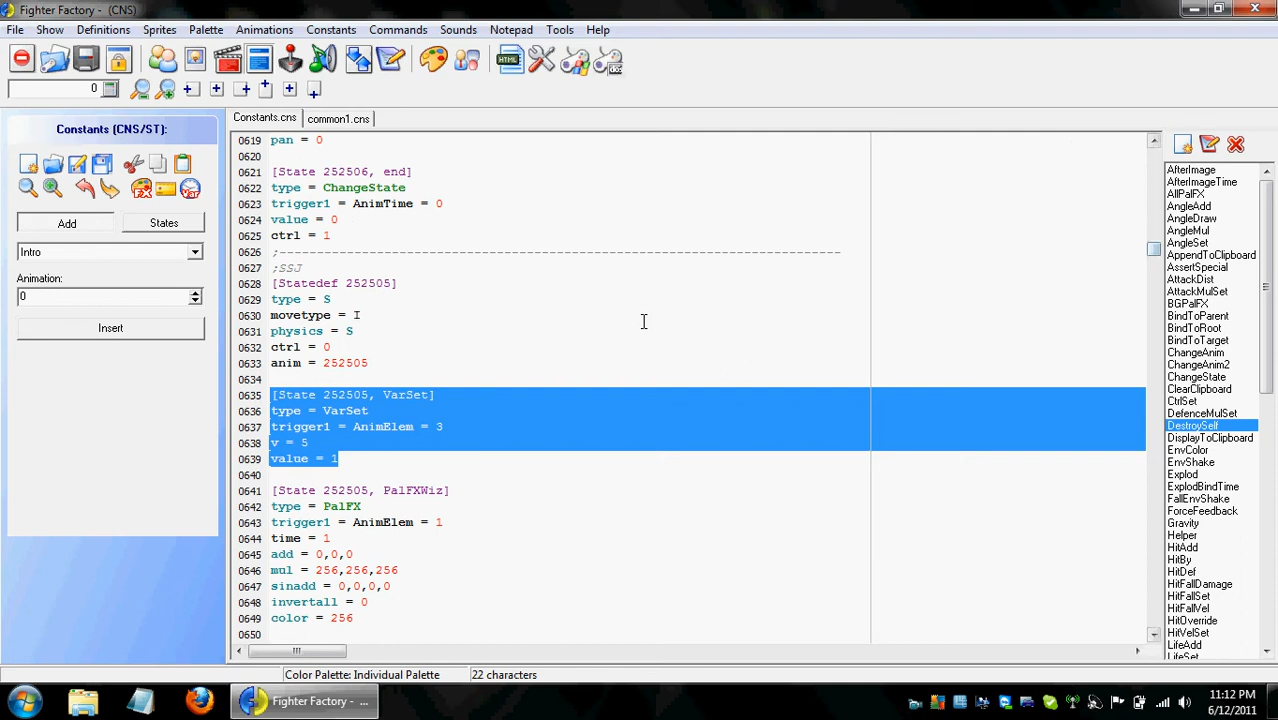 Fighter Factory - (CNS)
File Show Definitions Sprites Palette Animations Constants Commands Sounds Notepad Tools Help
0
Constants (CNS/ST):
Add States
Intro
Animation:
0
Insert
Constants.cns common1.cns
0619 pan = 0
0620
0621 [State 252506, end]
0622 type = ChangeState
0623 trigger1 = AnimTime = 0
0624 value = 0
0625 ctrl = 1
0626 ;---------------------------------------------------------------------------
0627 ;SSJ
0628 [Statedef 252505]
0629 type = S
0630 movetype = I
0631 physics = S
0632 ctrl = 0
0633 anim = 252505
0634
0635 [State 252505, VarSet]
0636 type = VarSet
0637 trigger1 = AnimElem = 3
0638 v = 5
0639 value = 1
0640
0641 [State 252505, PalFXWiz]
0642 type = PalFX
0643 trigger1 = AnimElem = 1
0644 time = 1
0645 add = 0,0,0
0646 mul = 256,256,256
0647 sinadd = 0,0,0,0
0648 invertall = 0
0649 color = 256
0650
AfterImage
AfterImageTime
AllPalFX
AngleAdd
AngleDraw
AngleMul
AngleSet
AppendToClipboard
AssertSpecial
AttackDist
AttackMulSet
BGPalFX
BindToParent
BindToRoot
BindToTarget
ChangeAnim
ChangeAnim2
ChangeState
ClearClipboard
CtrlSet
DefenceMulSet
DestroySelf
DisplayToClipboard
EnvColor
EnvShake
Explod
ExplodBindTime
FallEnvShake
ForceFeedback
Gravity
Helper
HitAdd
HitBy
HitDef
HitFallDamage
HitFallSet
HitFallVel
HitOverride
HitVelSet
LifeAdd
LifeSet
Color Palette: Individual Palette 22 characters
Fighter Factory - ...
11:12 PM
6/12/2011